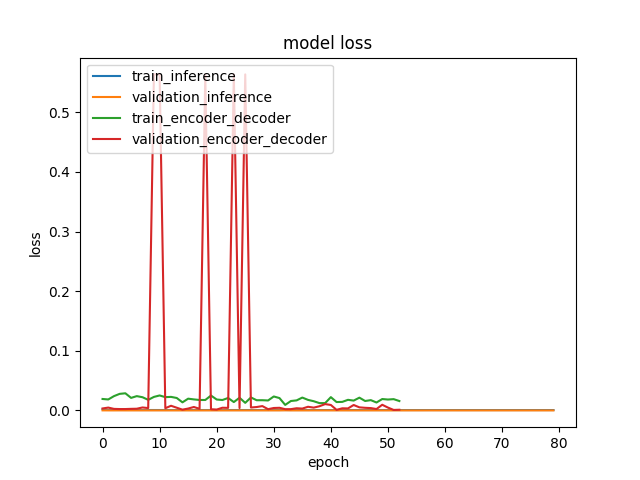 model loss
train_inference
validation_inference
train_encoder_decoder
validation_encoder_decoder
0.5
0.4
0.3
0.2
0.1
0.0
loss
0 10 20 30 40 50 60 70 80
epoch